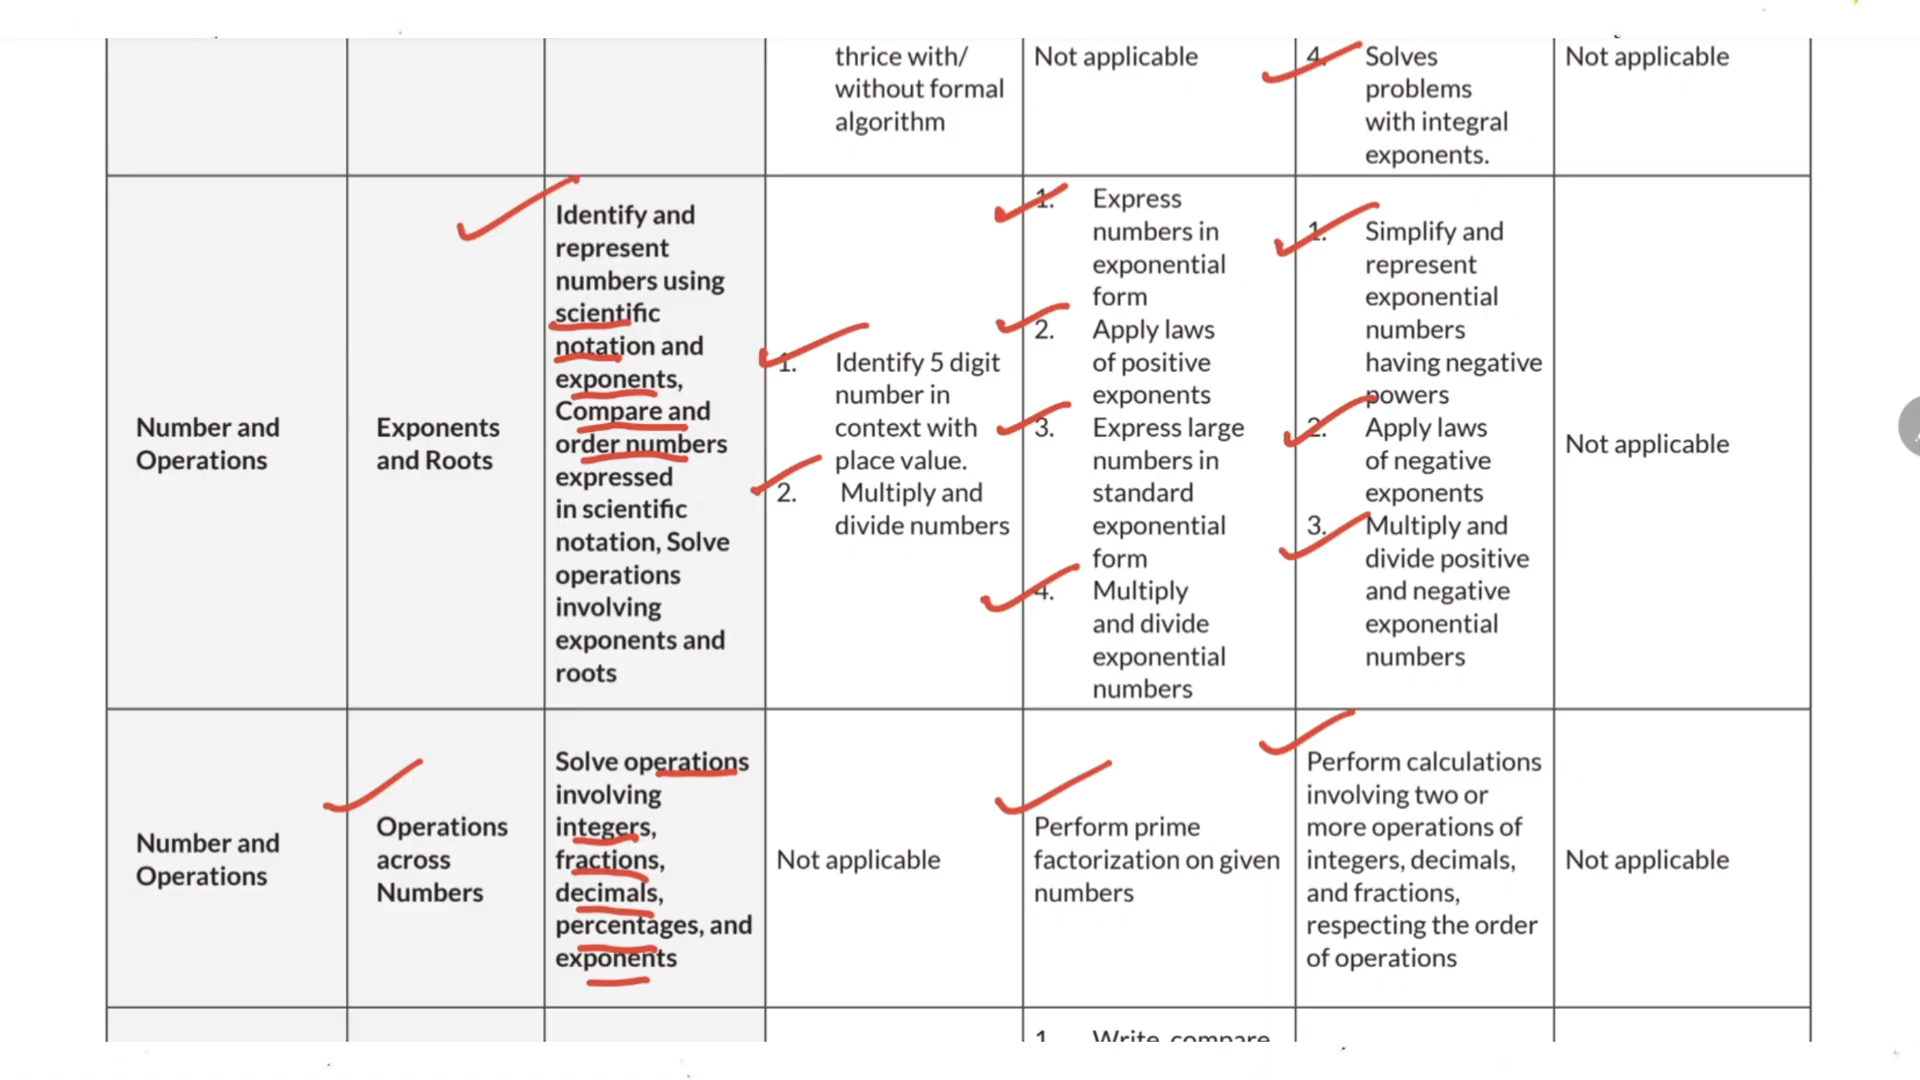 thrice with/
without formal
algorithm
Not applicable
4. Solves
problems
with integral
exponents.
Not applicable
Number and
Operations
Exponents
and Roots
Identify and
represent
numbers using
scientific
notation and
exponents,
Compare and
order numbers
expressed
in scientific
notation, Solve
operations
involving
exponents and
roots
1. Identify 5 digit
number in
context with
place value.
2. Multiply and
divide numbers
1. Express
numbers in
exponential
form
2. Apply laws
of positive
exponents
3. Express large
numbers in
standard
exponential
form
4. Multiply
and divide
exponential
numbers
1. Simplify and
represent
exponential
numbers
having negative
powers
2. Apply laws
of negative
exponents
3. Multiply and
divide positive
and negative
exponential
numbers
Not applicable
Number and
Operations
Operations
across
Numbers
Solve operations
involving
integers,
fractions,
decimals,
percentages, and
exponents
Not applicable
Perform prime
factorization on given
numbers
Perform calculations
involving two or
more operations of
integers, decimals,
and fractions,
respecting the order
of operations
Not applicable
1. Write, compare